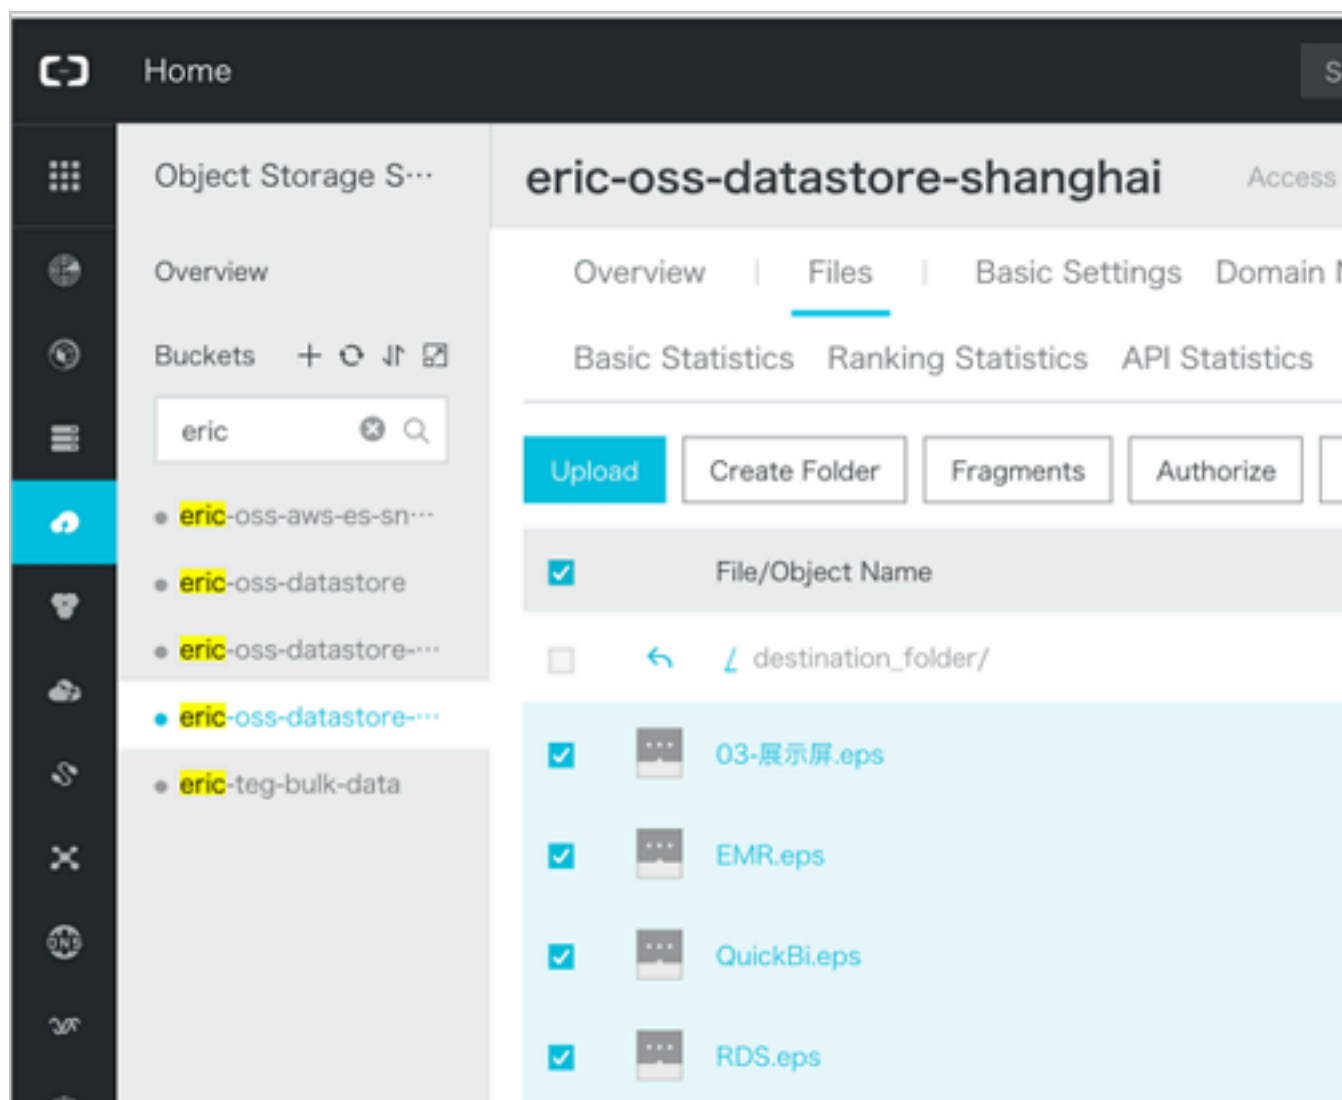 Home
S
Object Storage S···
eric-oss-datastore-shanghai
Access
Overview
Buckets
eric
eric-oss-aws-es-sn···
eric-oss-datastore
eric-oss-datastore-···
eric-oss-datastore-···
eric-teg-bulk-data
Overview | Files | Basic Settings Domain
Basic Statistics Ranking Statistics API Statistics
Upload Create Folder Fragments Authorize
File/Object Name
/ destination_folder/
03-展示屏.eps
EMR.eps
QuickBi.eps
RDS.eps
DNS